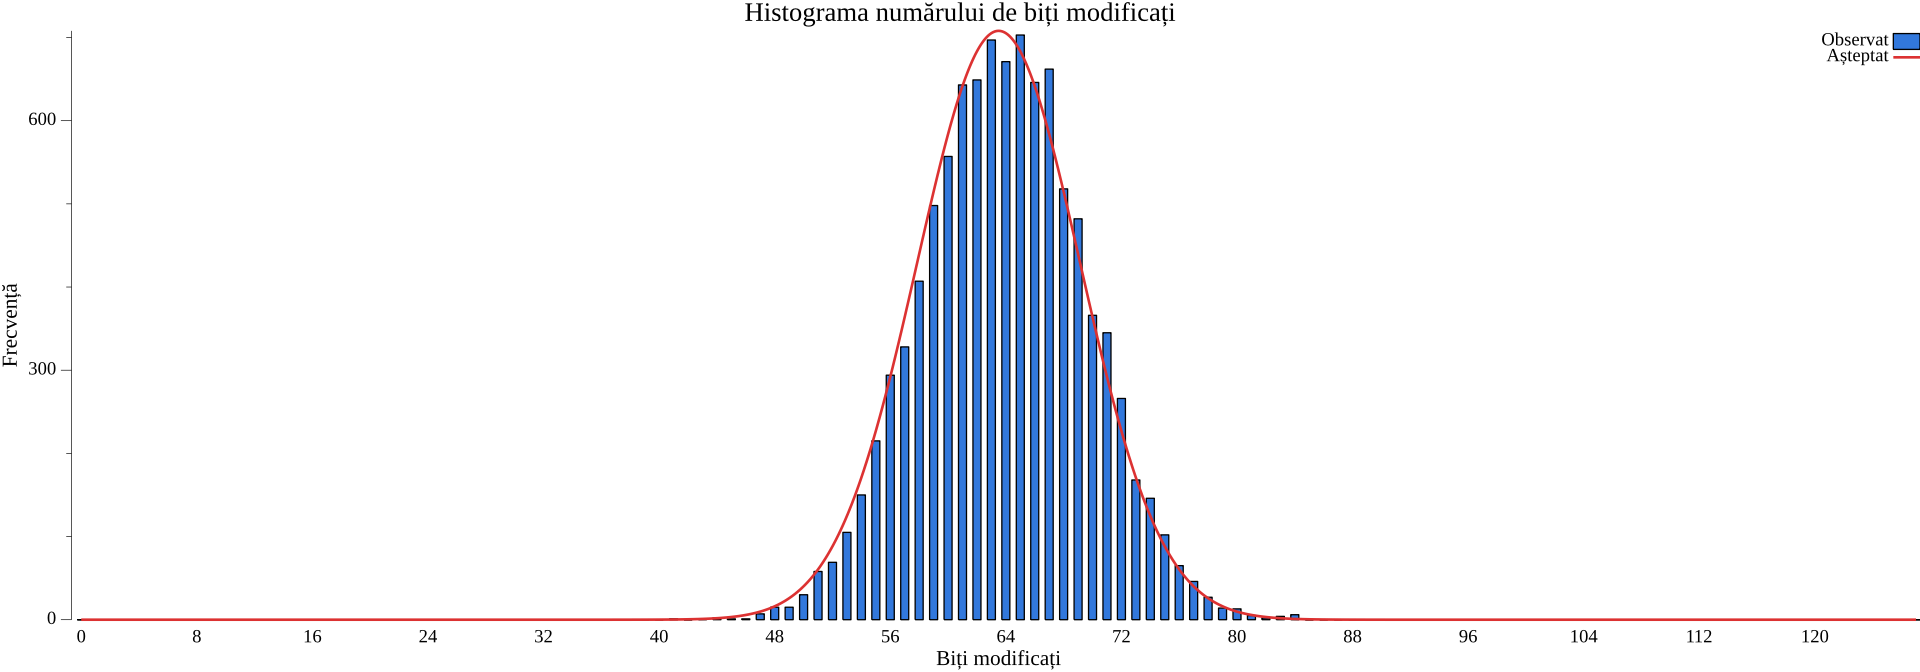 Histograma numărului de biți modificați
Observat
Așteptat
600
300
0
Frecvență
0 8 16 24 32 40 48 56 64 72 80 88 96 104 112 120
Biți modificați